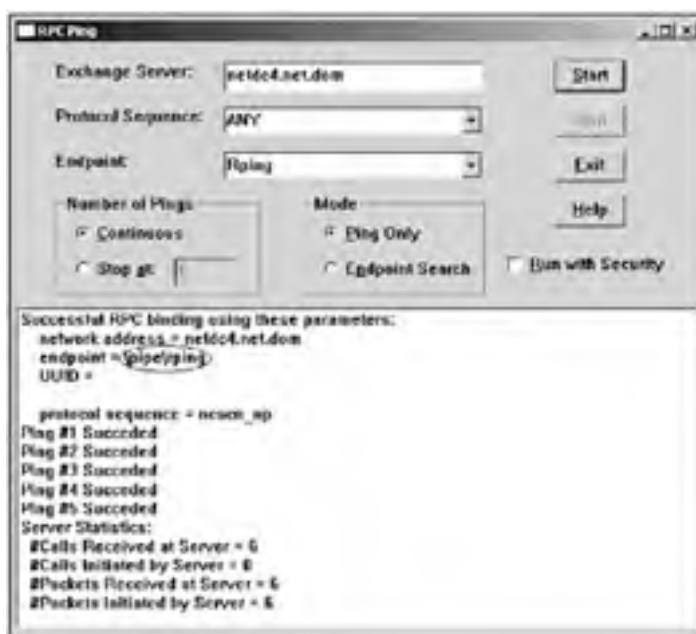 RPC Ping
Exchange Server: netdc4.net.dom Start
Protocol Sequence: ANY
Endpoint: Rping Exit
Number of Pings Mode Help
Continuous Ping Only
Stop at: Endpoint Search Run with Security
Successful RPC binding using these parameters:
network address = netdc4.net.dom
endpoint = \pipe\rping
UUID =
protocol sequence = ncacn_np
Ping #1 Succeded
Ping #2 Succeded
Ping #3 Succeded
Ping #4 Succeded
Ping #5 Succeded
Server Statistics:
#Calls Received at Server = 6
#Calls Initiated by Server =
#Packets Received at Server = 6
#Packets Initiated by Server = 6